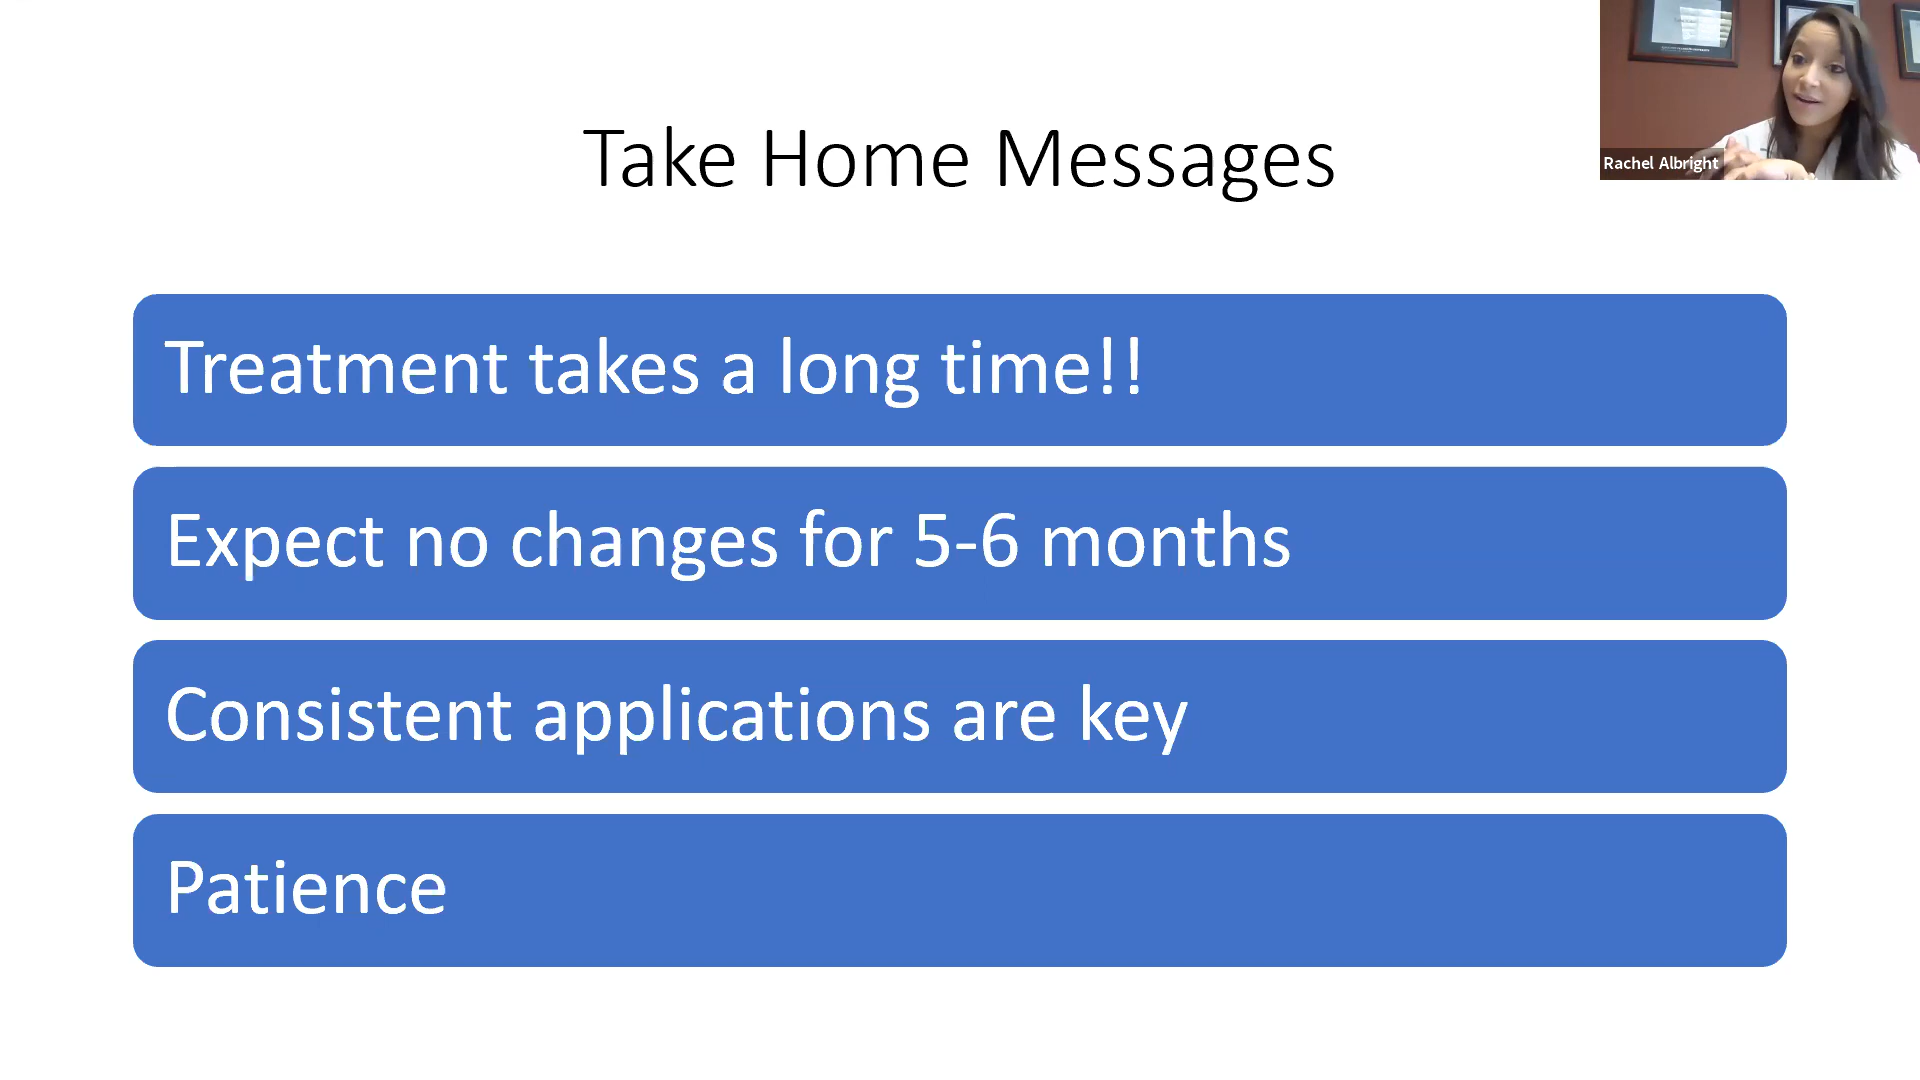 Take Home Messages
Rachel Albright
Treatment takes a long time!!
Expect no changes for 5-6 months
Consistent applications are key
Patience